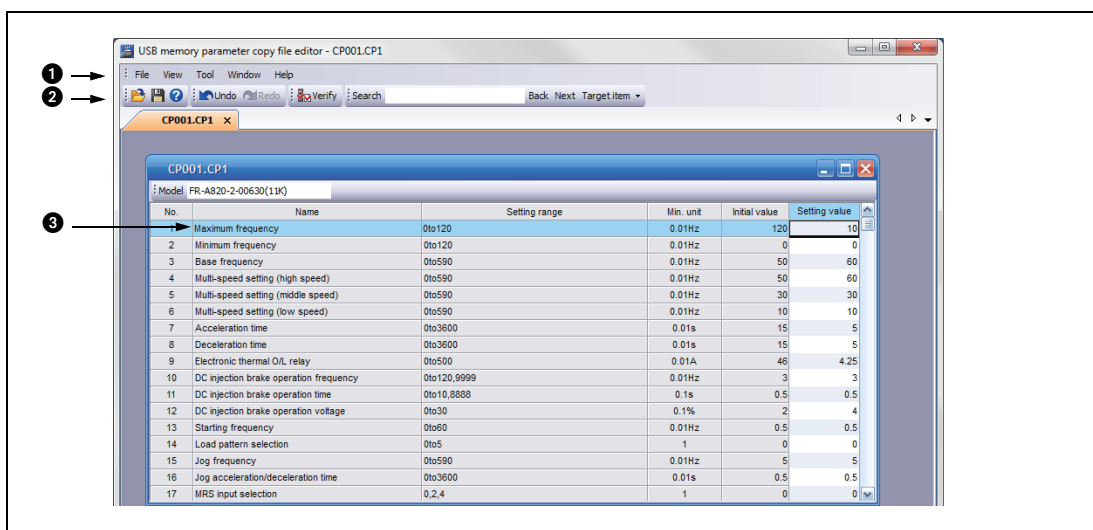 USB memory parameter copy file editor - CP001.CP1
1
File View Tool Window Help
2
Undo Redo Verify Search Back Next Target item
CP001.CP1 ×
CP001.CP1
Model FR-A820-2-00630(11K)
No. Name Setting range Min. unit Initial value Setting value
3
1 Maximum frequency 0to120 0.01Hz 120 10
2 Minimum frequency 0to120 0.01Hz 0 0
3 Base frequency 0to590 0.01Hz 50 60
4 Multi-speed setting (high speed) 0to590 0.01Hz 50 60
5 Multi-speed setting (middle speed) 0to590 0.01Hz 30 30
6 Multi-speed setting (low speed) 0to590 0.01Hz 10 10
7 Acceleration time 0to3600 0.01s 15 5
8 Deceleration time 0to3600 0.01s 15 5
9 Electronic thermal O/L relay 0to500 0.01A 46 4.25
10 DC injection brake operation frequency 0to120,9999 0.01Hz 3 3
11 DC injection brake operation time 0to10,8888 0.1s 0.5 0.5
12 DC injection brake operation voltage 0to30 0.1% 2 4
13 Starting frequency 0to60 0.01Hz 0.5 0.5
14 Load pattern selection 0to5 1 0 0
15 Jog frequency 0to590 0.01Hz 5 5
16 Jog acceleration/deceleration time 0to3600 0.01s 0.5 0.5
17 MRS input selection 0,2,4 1 0 0